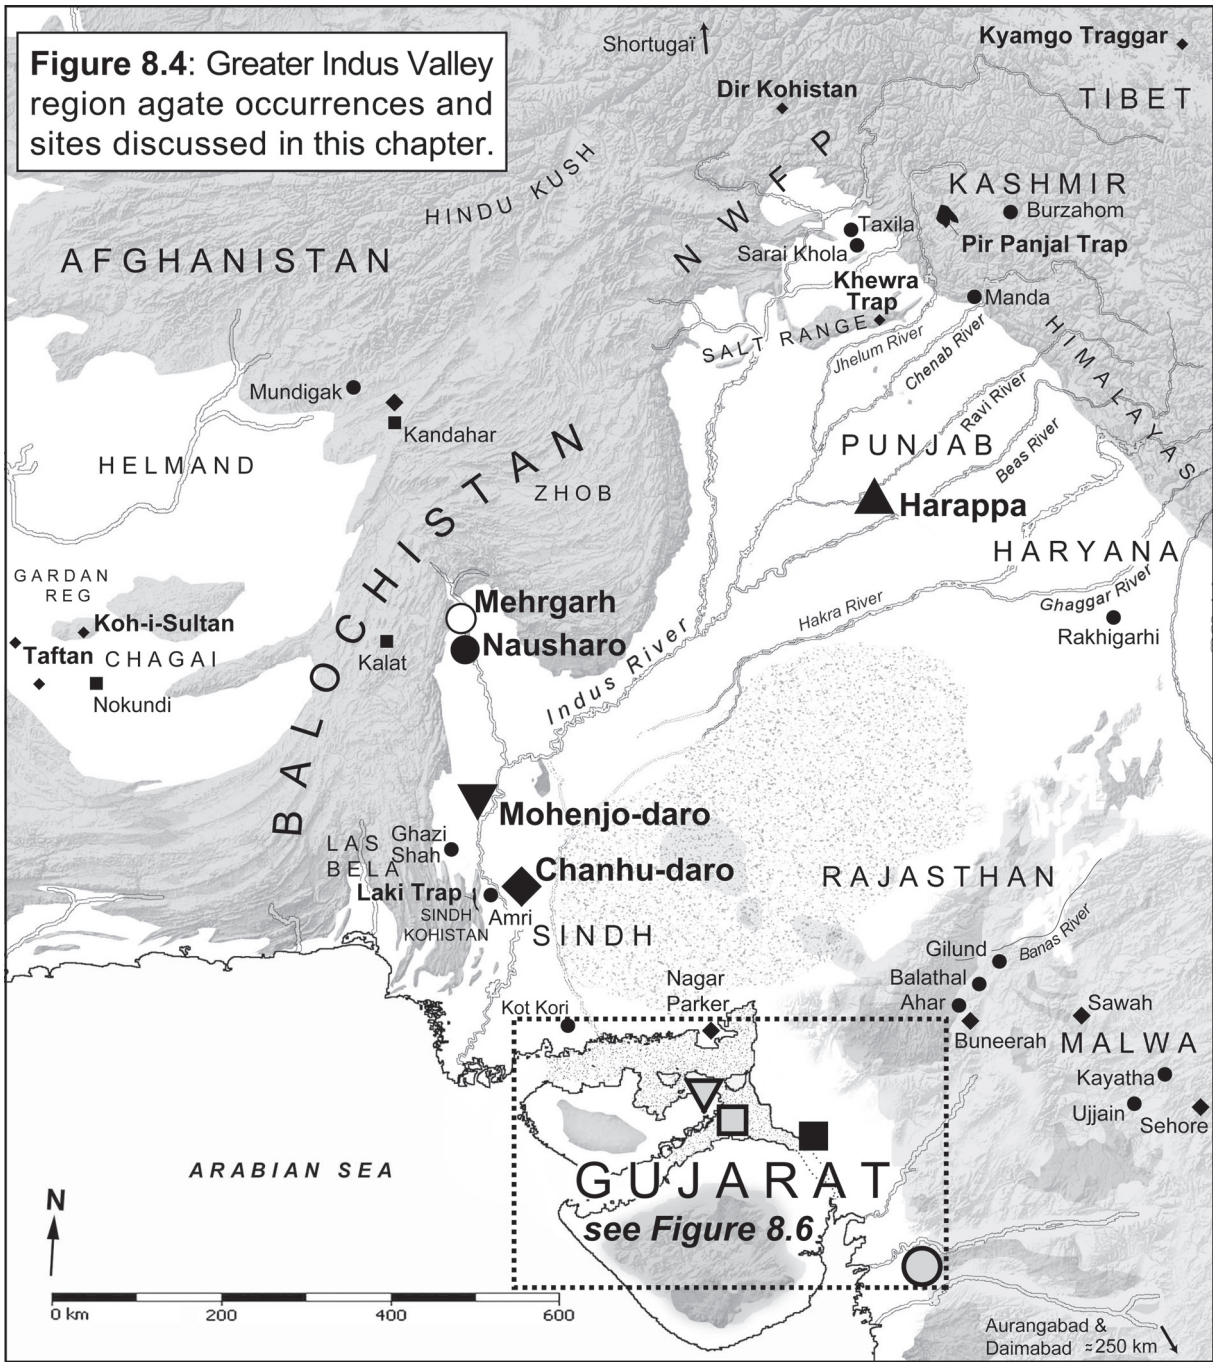 Figure 8.4: Greater Indus Valley
region agate occurrences and
sites discussed in this chapter.
Shortugaï
Kyamgo Traggar
TIBET
Dir Kohistan
NWFP
HINDU KUSH
KASHMIR
Burzahom
Pir Panjal Trap
Taxila
Sarai Khola
AFGHANISTAN
Khewra
Trap
Manda
SALT RANGE
Jhelum River
Chenab River
HIMALAYAS
Mundigak
Kandahar
Ravi River
PUNJAB
Beas River
HELMAND
ZHOB
BALOCHISTAN
Harappa
HARYANA
GARDAN
REG
Koh-i-Sultan
Taftan
CHAGAI
Nokundi
Kalat
Mehrgarh
Nausharo
Indus River
Hakra River
Ghaggar River
Rakhigarhi
Mohenjo-daro
Ghazi
Shah
LAS
BELA
Chanhu-daro
Laki Trap
Amri
SINDH
KOHISTAN
SINDH
RAJASTHAN
Gilund
Banas River
Balathal
Ahar
Buneerah
Sawah
MALWA
Kayatha
Ujjain
Sehore
Nagar
Parker
Kot Kori
ARABIAN SEA
GUJARAT
see Figure 8.6
N
0 km
200
400
600
Aurangabad &
Daimabad ≈250 km